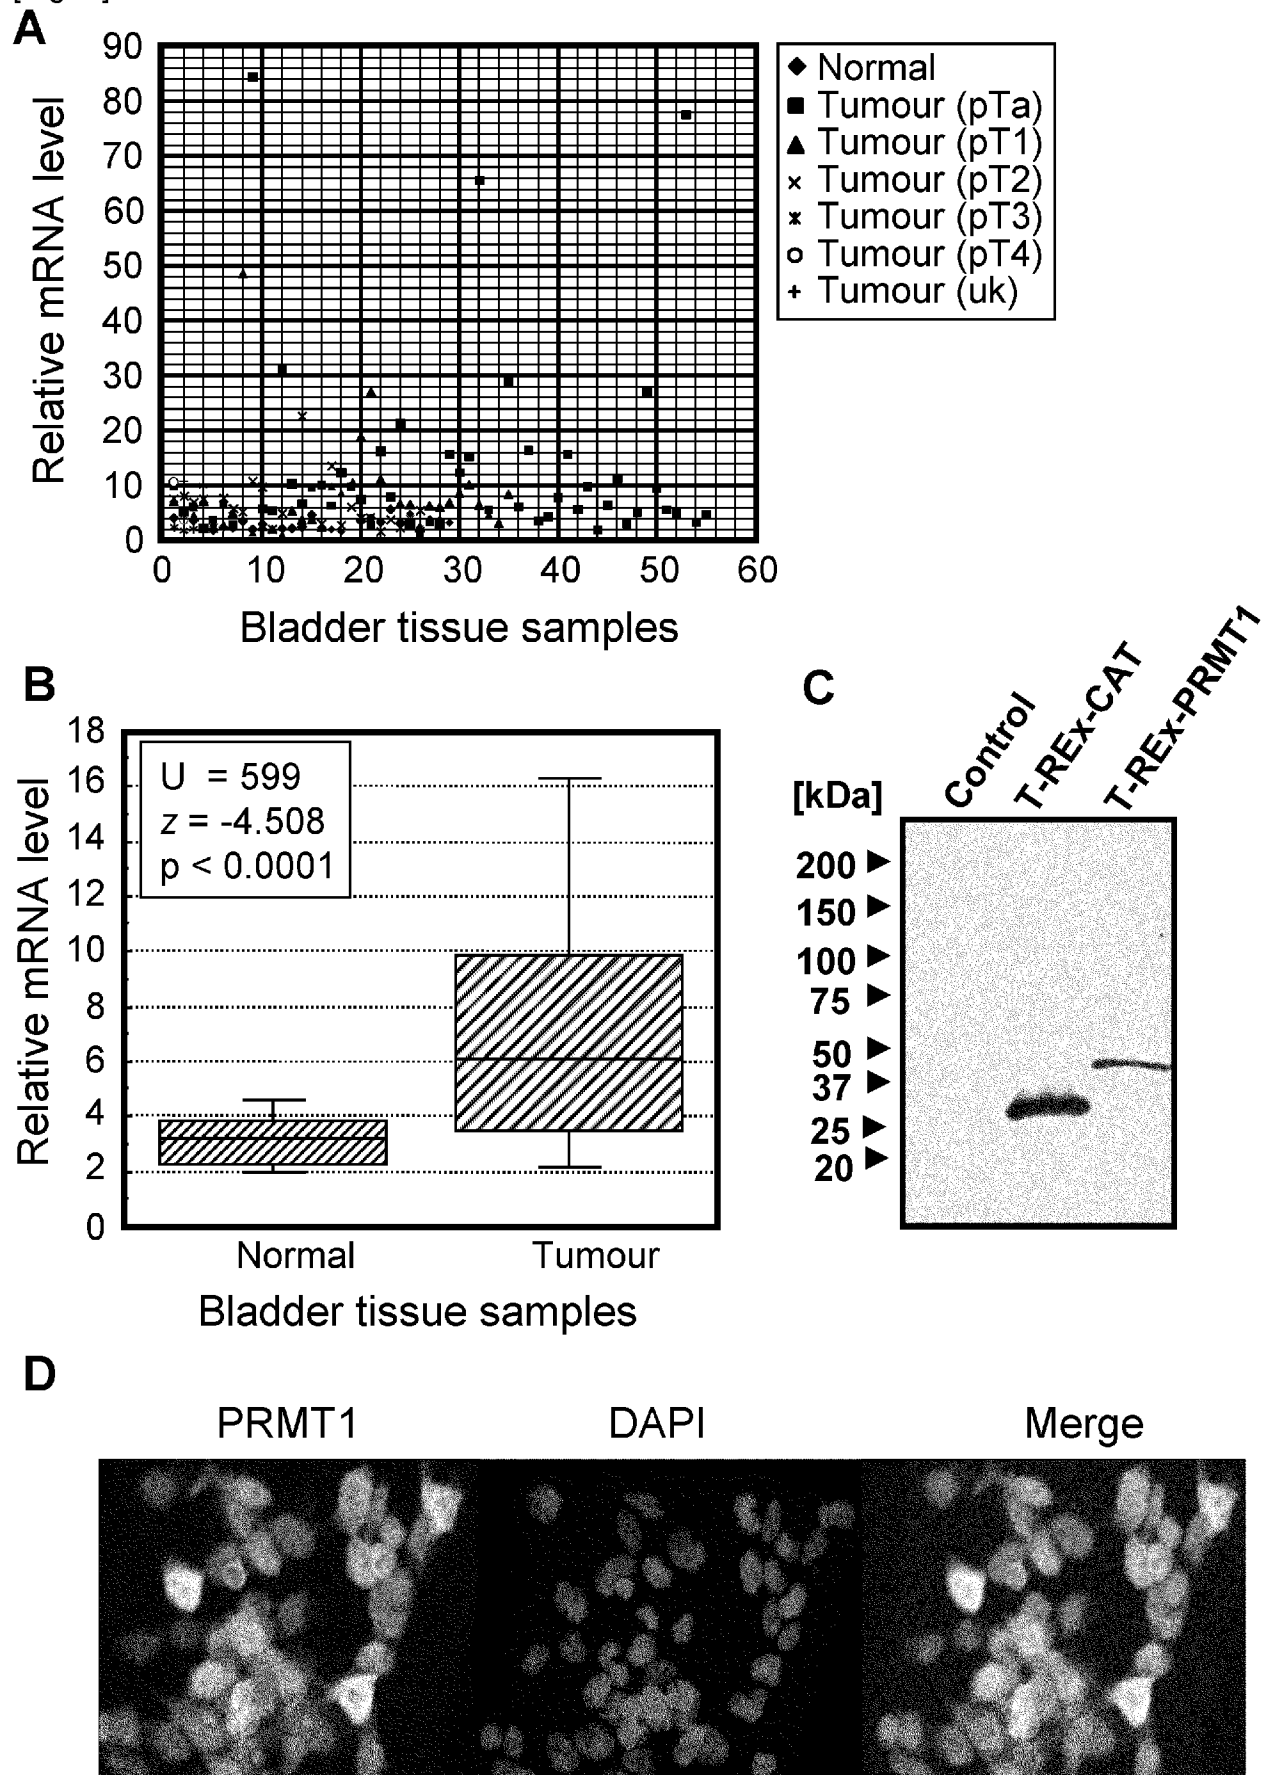 A
Relative mRNA level
90
80
70
60
50
40
30
20
10
0
0 10 20 30 40 50 60
Bladder tissue samples
Normal
Tumour (pTa)
Tumour (pT1)
Tumour (pT2)
Tumour (pT3)
Tumour (pT4)
Tumour (uk)
B
Relative mRNA level
18
16
14
12
10
8
6
4
2
0
U = 599
z = -4.508
p < 0.0001
Normal Tumour
Bladder tissue samples
C
Control
T-REx-CAT
T-REx-PRMT1
[kDa]
200
150
100
75
50
37
25
20
D
PRMT1 DAPI Merge